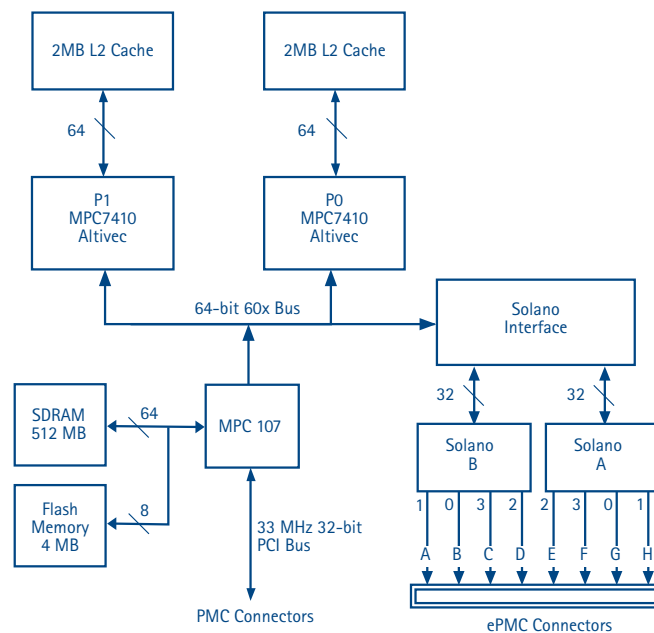 2MB L2 Cache
2MB L2 Cache
64
64
P1
MPC7410
Altivec
P0
MPC7410
Altivec
64-bit 60x Bus
Solano
Interface
SDRAM
512 MB
64
MPC 107
32
32
Solano
B
Solano
A
Flash
Memory
4 MB
8
33 MHz 32-bit
PCI Bus
1 0 3 2 2 3 0 1
A B C D E F G H
PMC Connectors
ePMC Connectors